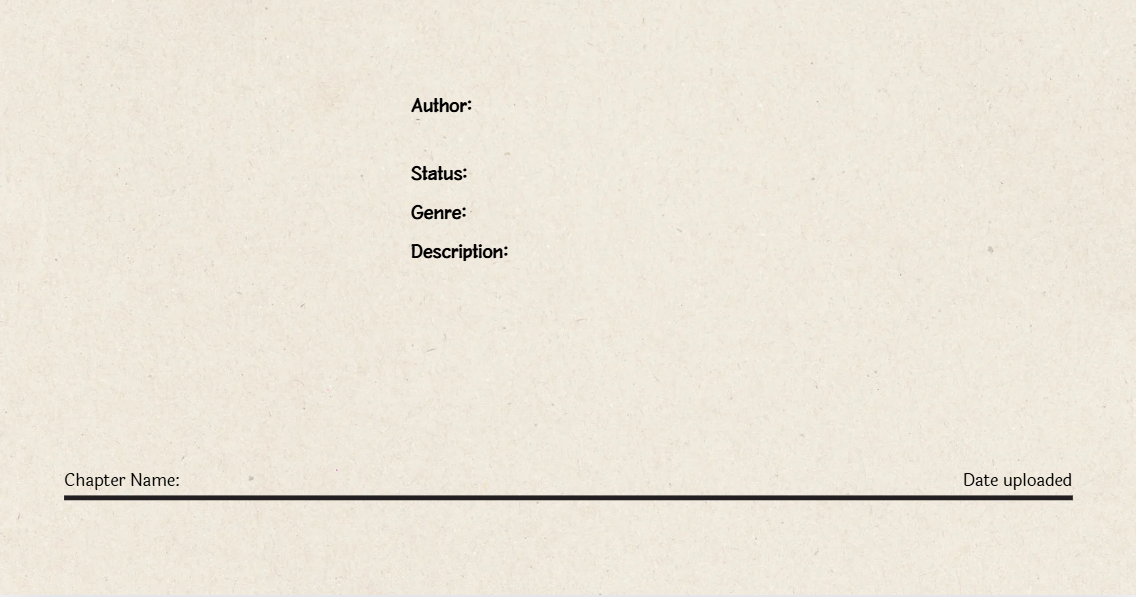 Author:
Status:
Genre:
Description:
Chapter Name:
Date uploaded